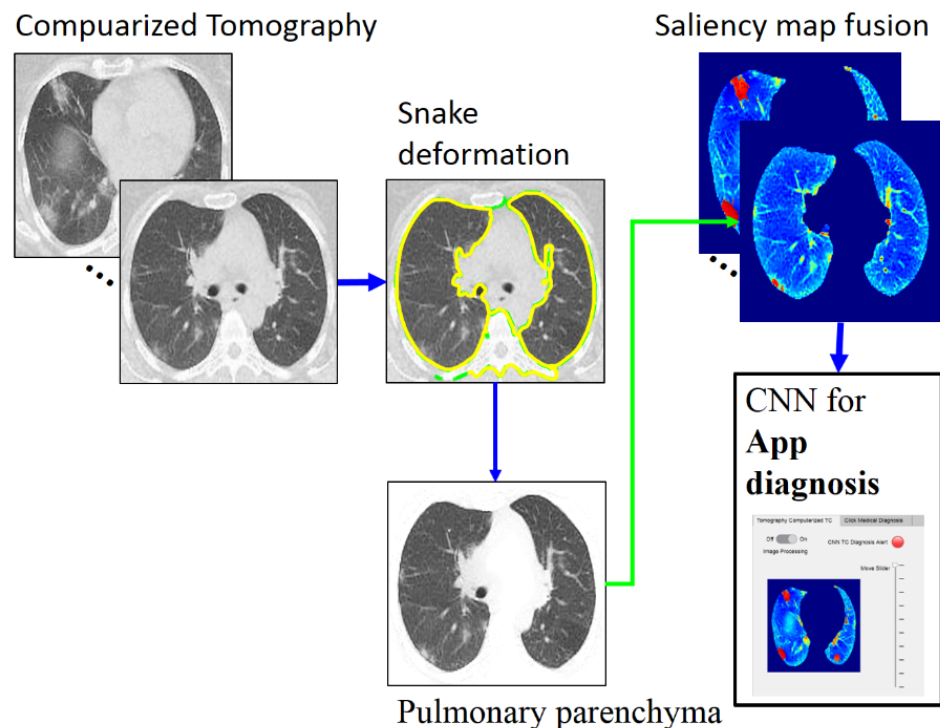 Compuarized Tomography
Saliency map fusion
Snake
deformation
CNN for
App
diagnosis
Tomography Computerized TC
Click Medical Diagnosis
Off
On
CNN TC Diagnosis Alert
Image Processing
Move Slider
Pulmonary parenchyma